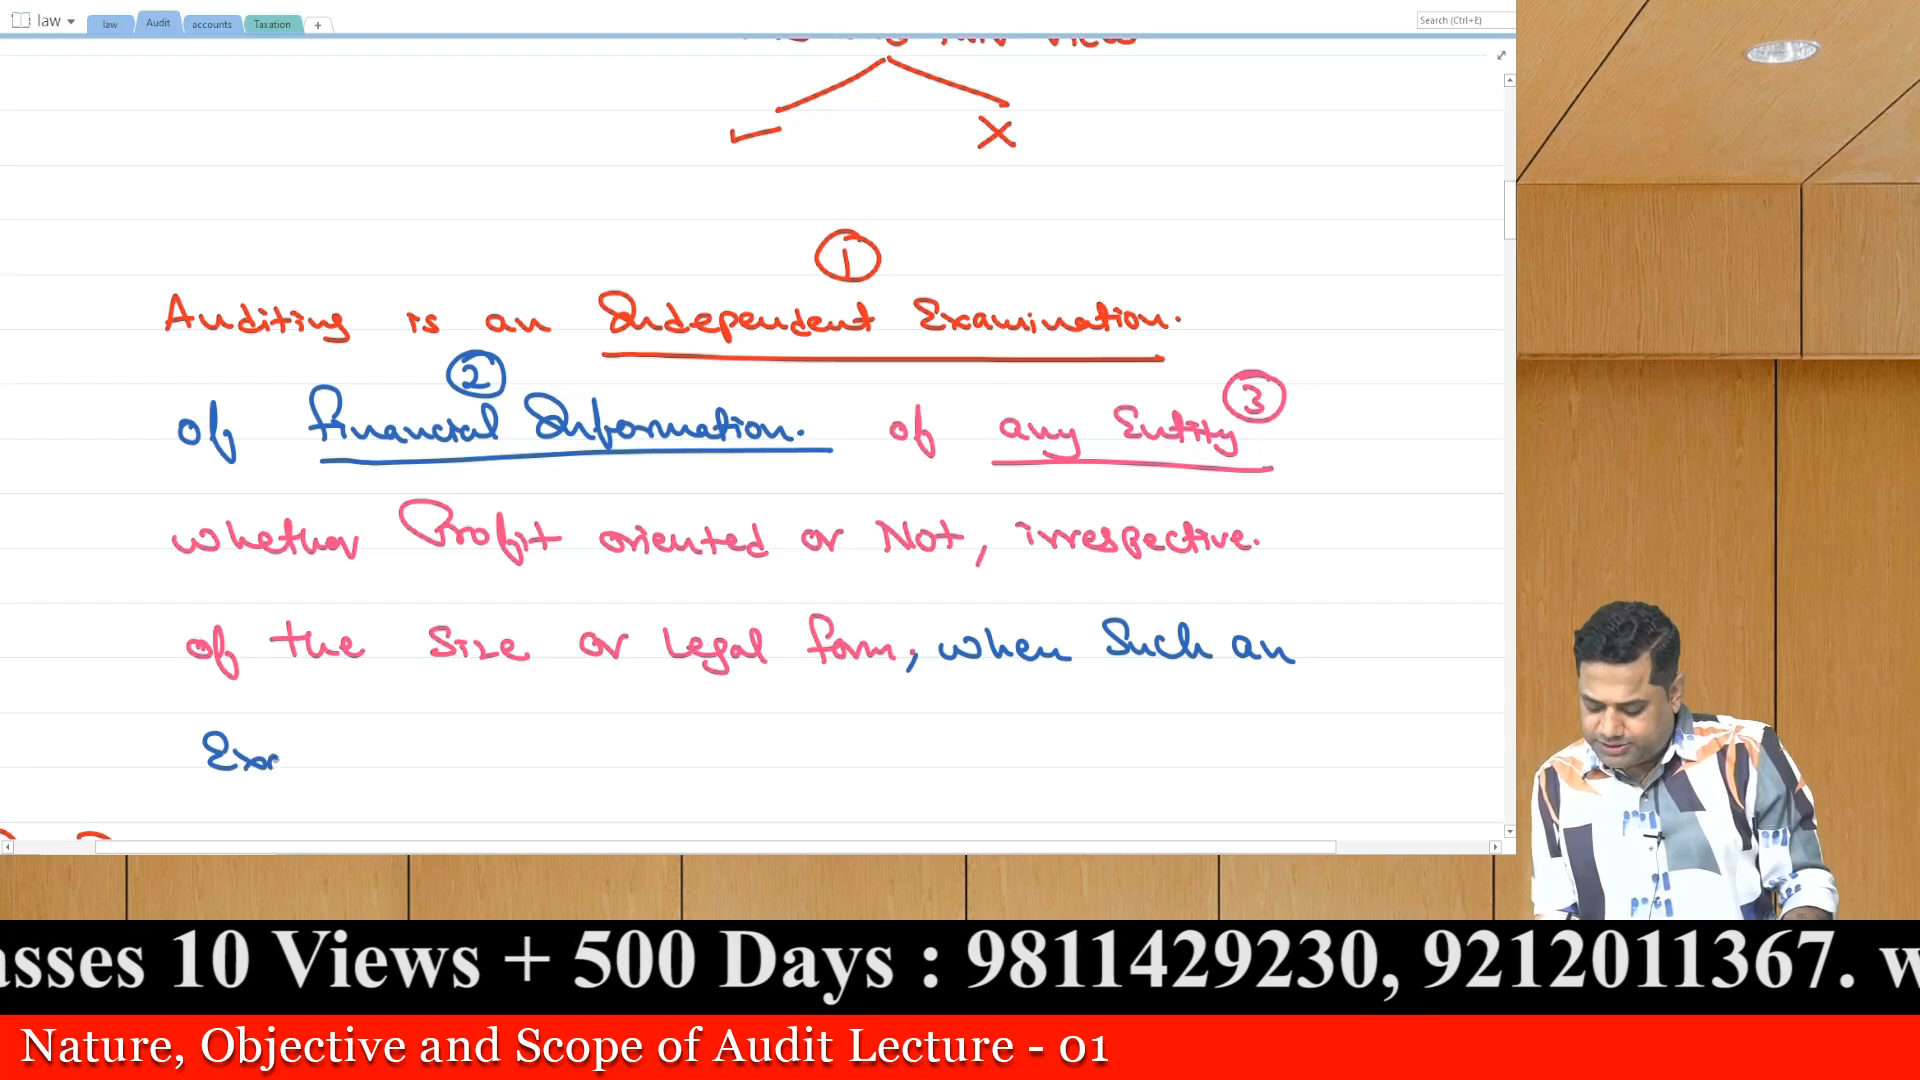 law
law Audit accounts Taxation +
Search (Ctrl+E)
View
X
1
Auditing is an Independent Examination.
2
3
of financial Information. of any Entity
whether Profit oriented or Not, irrespective.
of the size or legal form, when Such an
Exa
asses 10 Views + 500 Days : 9811429230, 9212011367. w
Nature, Objective and Scope of Audit Lecture - 01